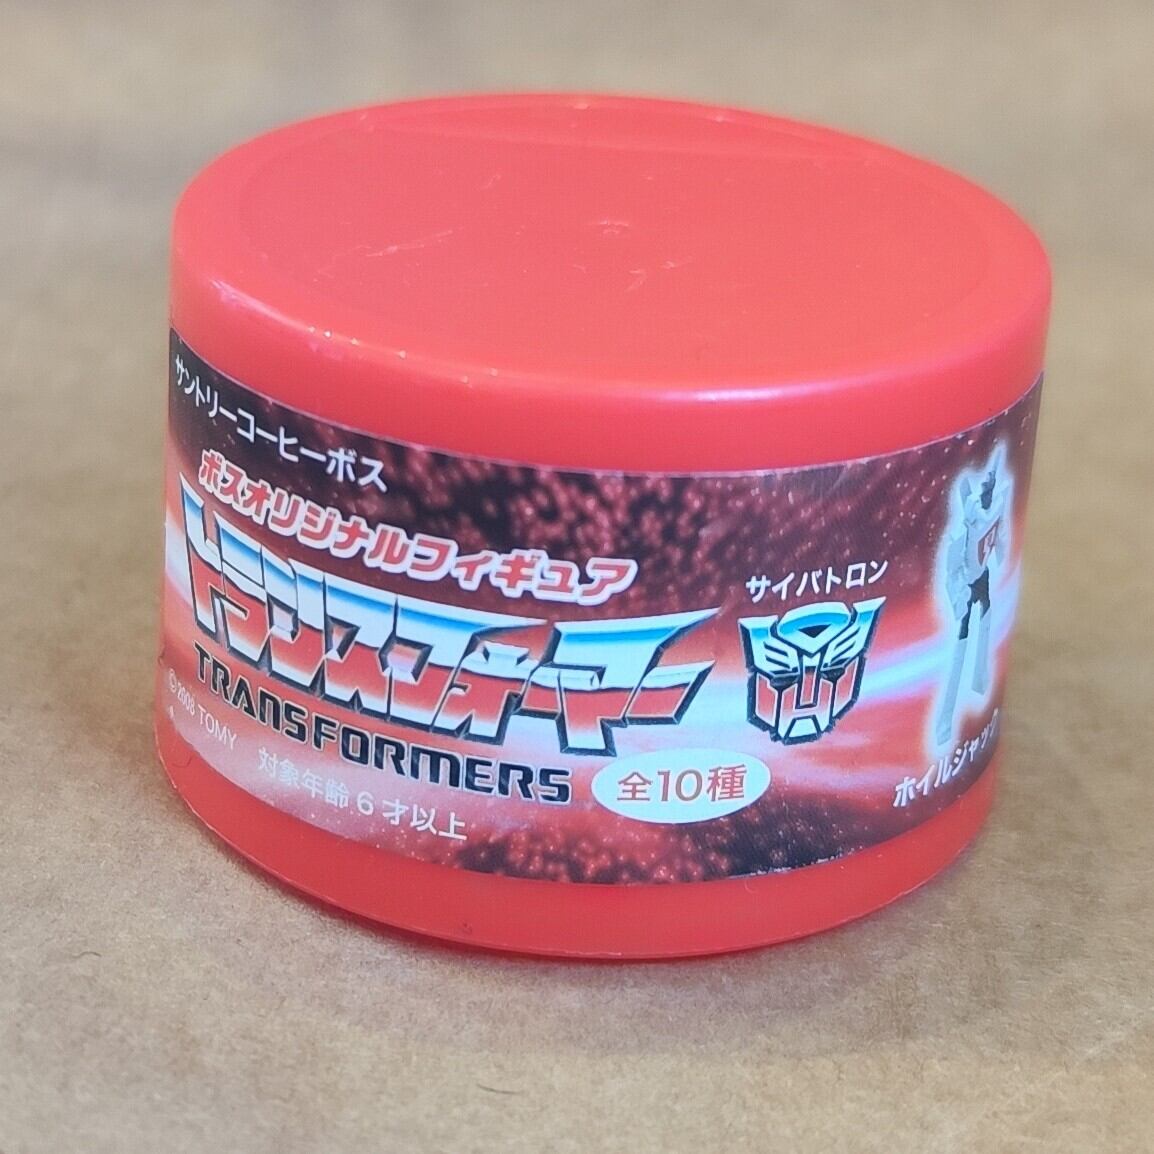 サントリーコーヒーボス
ボスオリジナルフィギュア
トランスフォーマー
TRANSFORMERS
©2008 TOMY
対象年齢6才以上
全10種
サイバトロン
ホイルジャック